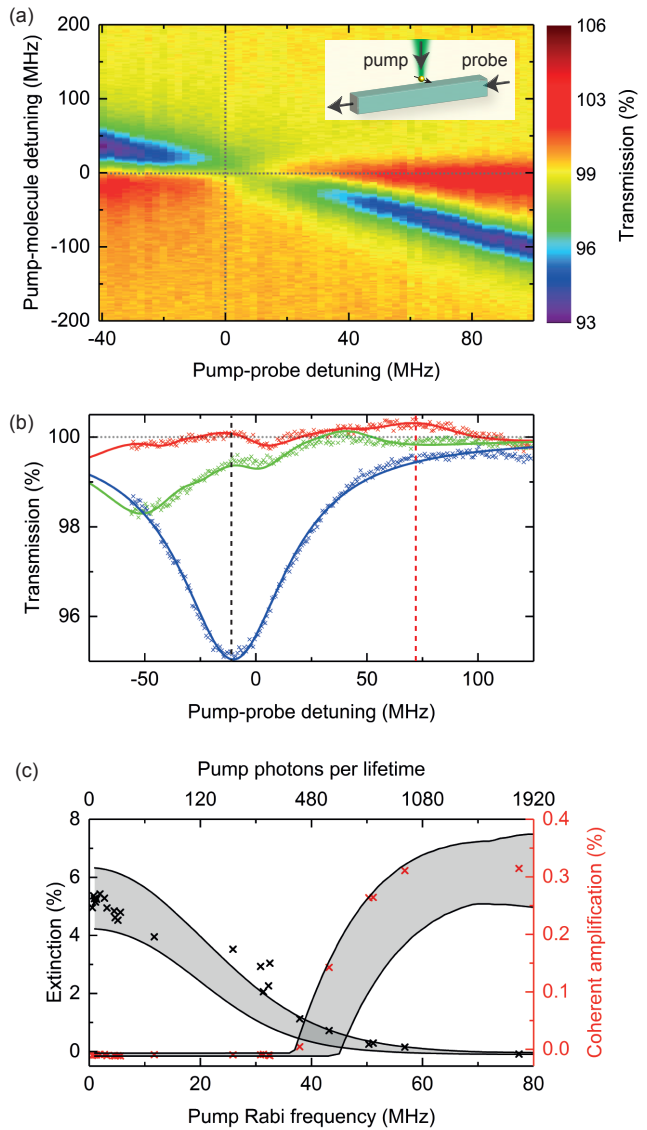 (a)
200
100
0
-100
-200
Pump-molecule detuning (MHz)
pump
probe
-40
0
40
80
Pump-probe detuning (MHz)
106
103
99
96
93
Transmission (%)
(b)
100
98
96
Transmission (%)
-50
0
50
100
Pump-probe detuning (MHz)
(c)
Pump photons per lifetime
0
120
480
1080
1920
8
6
4
2
0
Extinction (%)
0.4
0.3
0.2
0.1
0.0
Coherent amplification (%)
0
20
40
60
80
Pump Rabi frequency (MHz)